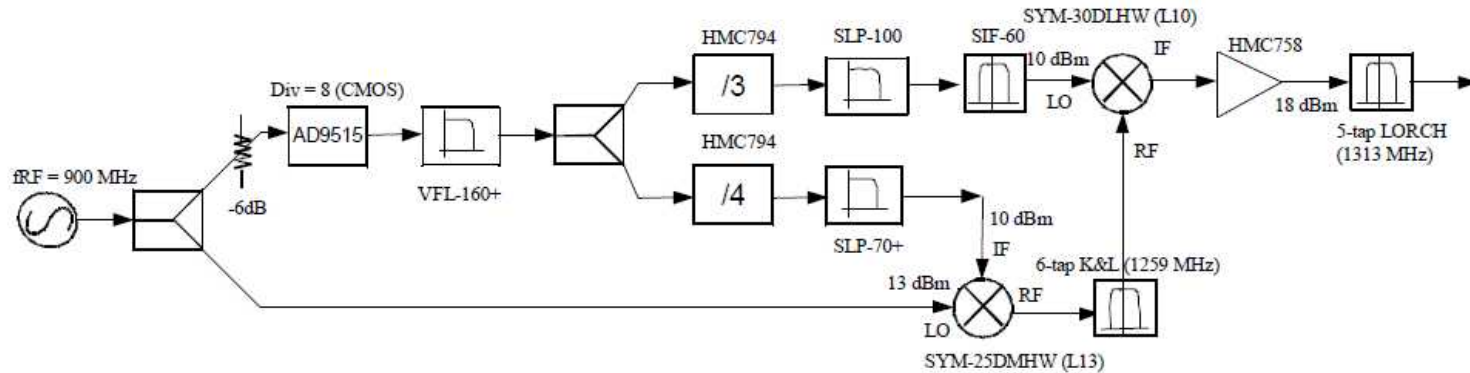 SYM-30DLHW (L10)
HMC794
SLP-100
SIF-60
10 dBm
IF
HMC758
/3
LO
18 dBm
Div = 8 (CMOS)
AD9515
HMC794
RF
5-tap LORCH
(1313 MHz)
fRF = 900 MHz
VFL-160+
/4
-6dB
10 dBm
SLP-70+
IF
6-tap K&L (1259 MHz)
13 dBm
RF
LO
SYM-25DMHW (L13)